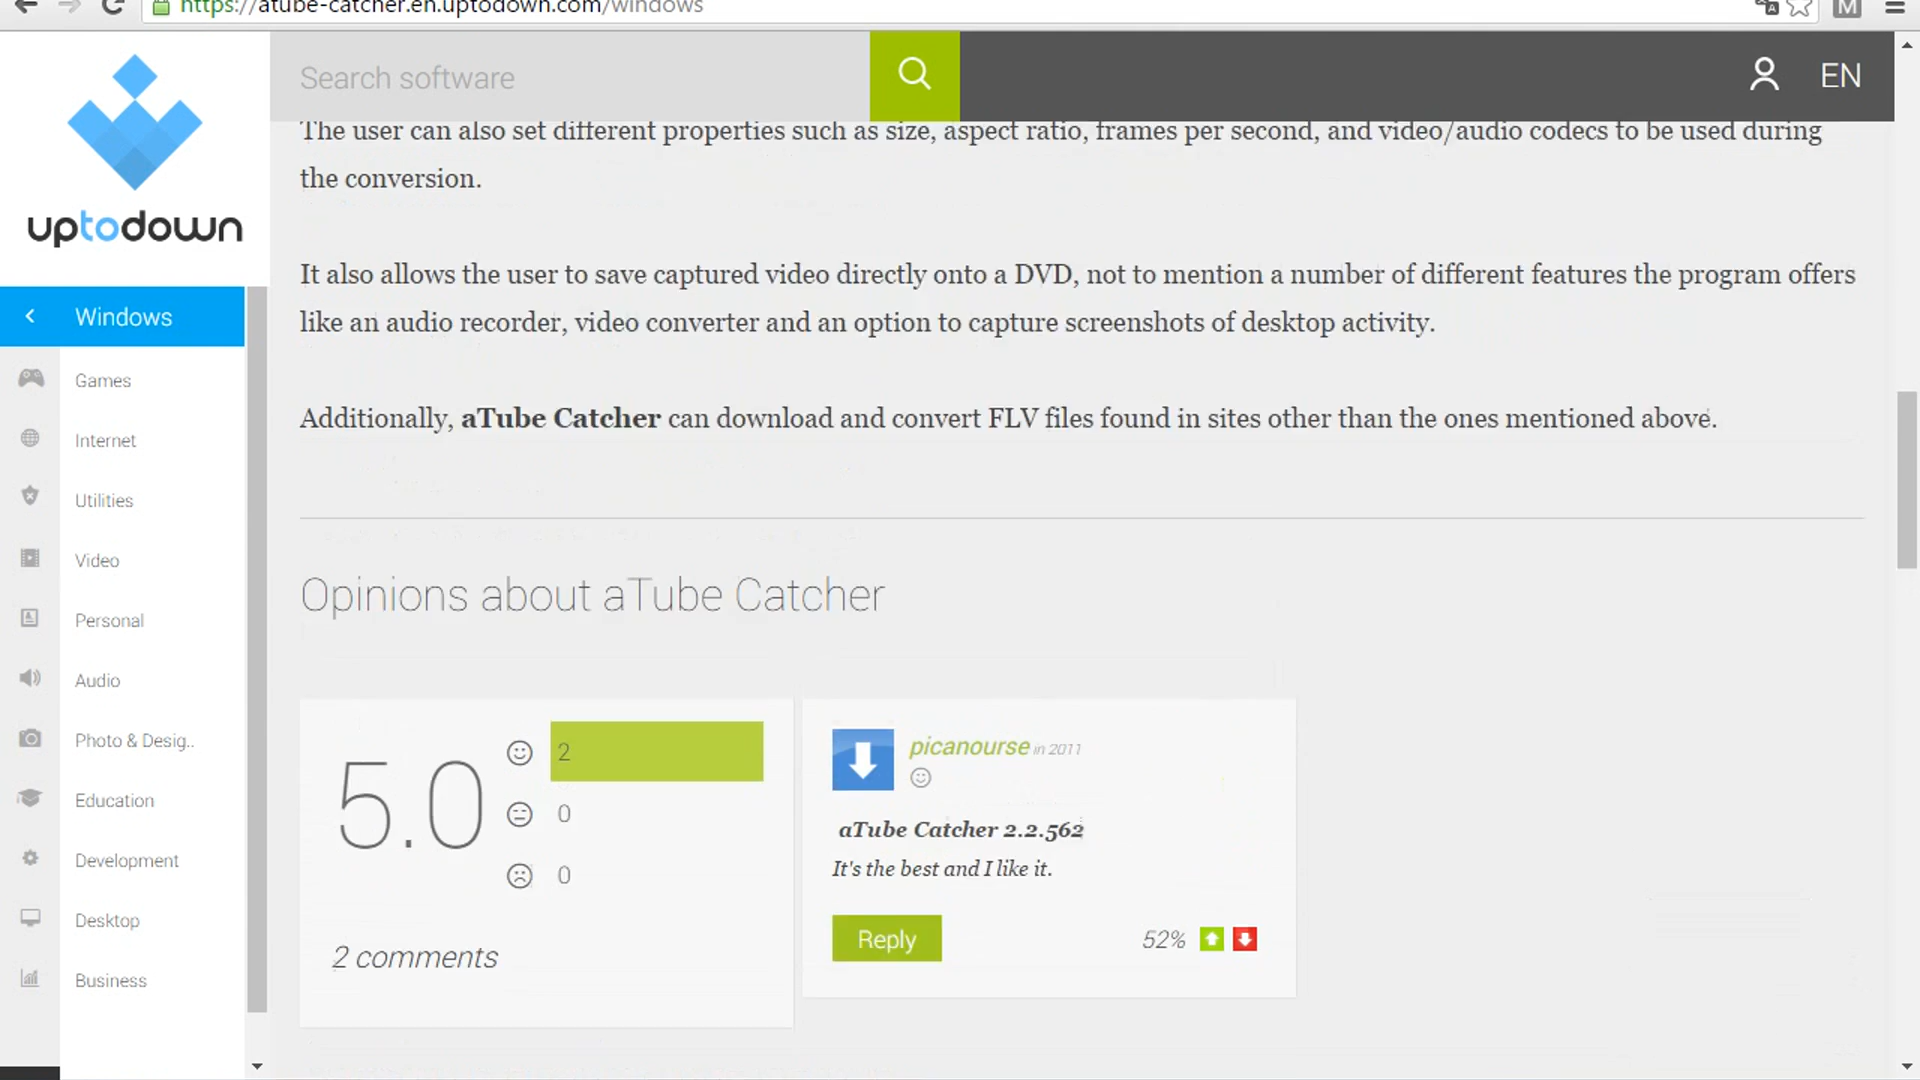 https://atube-catcher.en.uptodown.com/windows
M
Search software
EN
uptodown
The user can also set different properties such as size, aspect ratio, frames per second, and video/audio codecs to be used during
the conversion.
It also allows the user to save captured video directly onto a DVD, not to mention a number of different features the program offers
like an audio recorder, video converter and an option to capture screenshots of desktop activity.
Additionally, aTube Catcher can download and convert FLV files found in sites other than the ones mentioned above.
Windows
Games
Internet
Utilities
Video
Personal
Audio
Photo & Desig..
Education
Development
Desktop
Business
Opinions about aTube Catcher
5.0
2
0
0
2 comments
picanourse in 2011
aTube Catcher 2.2.562
It's the best and I like it.
Reply
52%